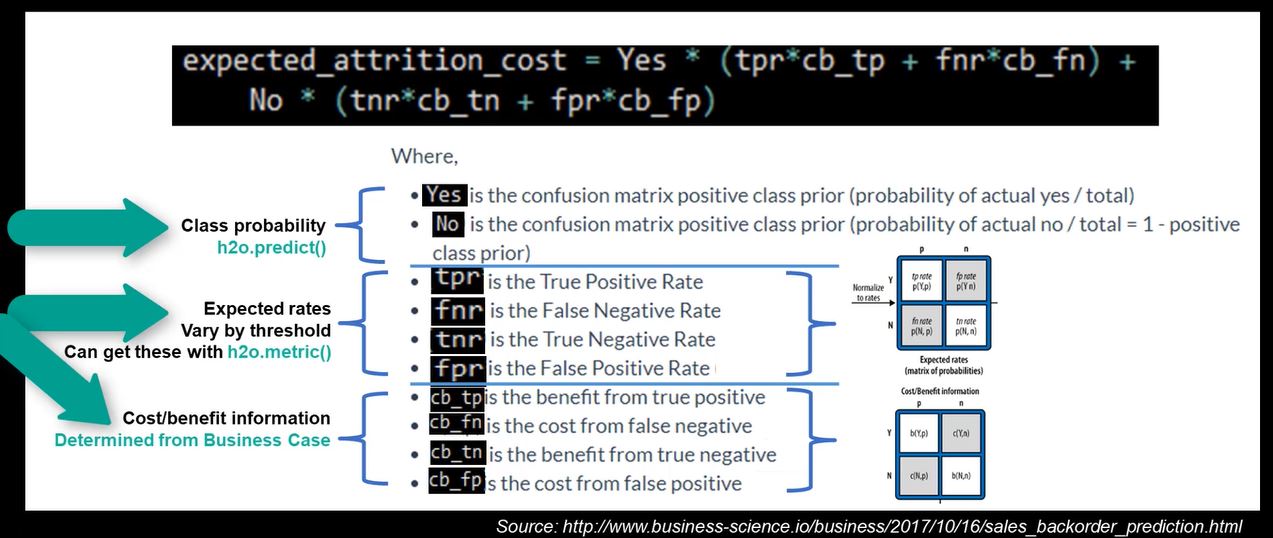 expected_attrition_cost = Yes * (tpr*cb_tp + fnr*cb_fn) +
No * (tnr*cb_tn + fpr*cb_fp)
Where,
Class probability
h2o.predict()
• Yes is the confusion matrix positive class prior (probability of actual yes / total)
• No is the confusion matrix positive class prior (probability of actual no / total = 1 - positive
class prior)
Expected rates
Vary by threshold
Can get these with h2o.metric()
• tpr is the True Positive Rate
• fnr is the False Negative Rate
• tnr is the True Negative Rate
• fpr is the False Positive Rate
Cost/benefit information
Determined from Business Case
• cb_tp is the benefit from true positive
• cb_fn is the cost from false negative
• cb_tn is the benefit from true negative
• cb_fp is the cost from false positive
p n
Normalize
to rates
Y
tp rate
p(Y,p)
fp rate
p(Y n)
N
fn rate
p(N, p)
tn rate
p(N, n)
Expected rates
(matrix of probabilities)
Cost/Benefit information
p n
Y b(Y,p) c(Y,n)
N c(N,p) b(N,n)
Source: http://www.business-science.io/business/2017/10/16/sales_backorder_prediction.html